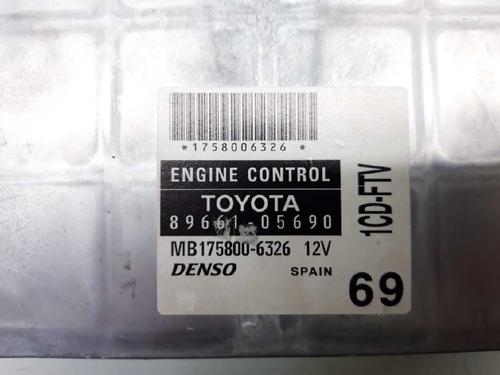 *1758006326*
ENGINE CONTROL
TOYOTA
89661-05690
MB175800-6326 12V
DENSO SPAIN
1CD-FTV
69